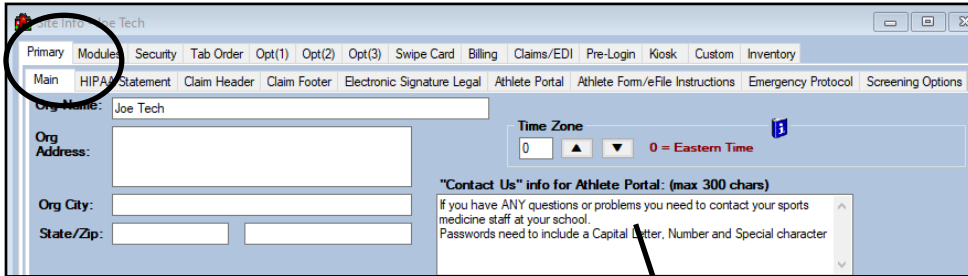 Site Info - Joe Tech
Primary Modules Security Tab Order Opt(1) Opt(2) Opt(3) Swipe Card Billing Claims/EDI Pre-Login Kiosk Custom Inventory
Main HIPAA Statement Claim Header Claim Footer Electronic Signature Legal Athlete Portal Athlete Form/eFile Instructions Emergency Protocol Screening Options
Org Name: Joe Tech
Time Zone
Org Address:
0 0 = Eastern Time
"Contact Us" info for Athlete Portal: (max 300 chars)
Org City:
If you have ANY questions or problems you need to contact your sports
medicine staff at your school.
State/Zip:
Passwords need to include a Capital Letter, Number and Special character